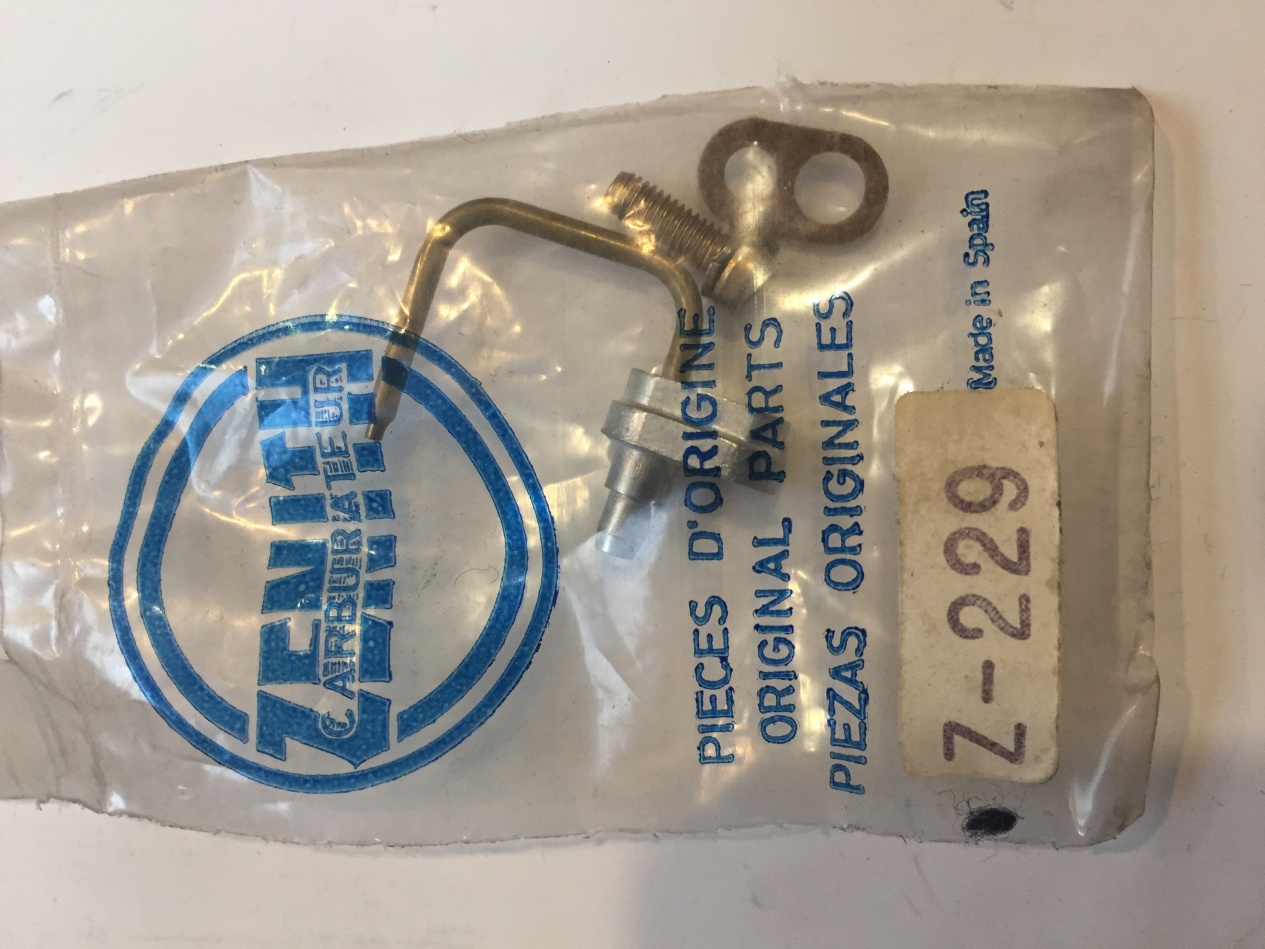 ZENITH
CARBURATEUR
PIECES D'ORIGINE
ORIGINAL PARTS
PIEZAS ORIGINALES
Made in Spain
Z-229